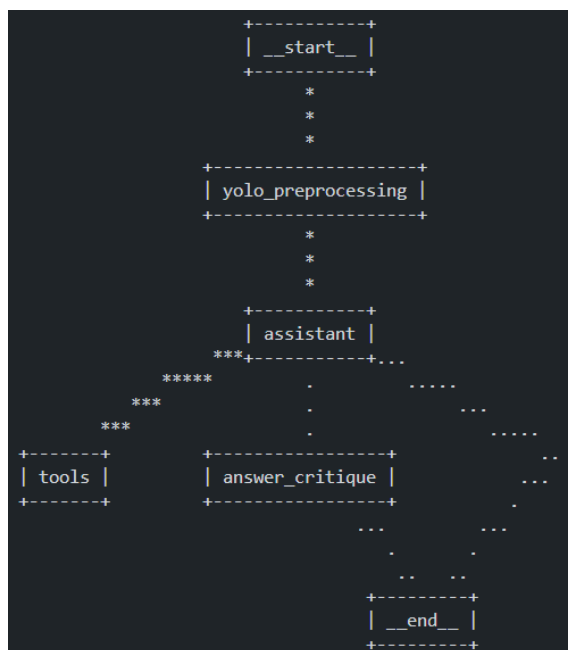 __start__
yolo_preprocessing
assistant
tools
answer_critique
__end__